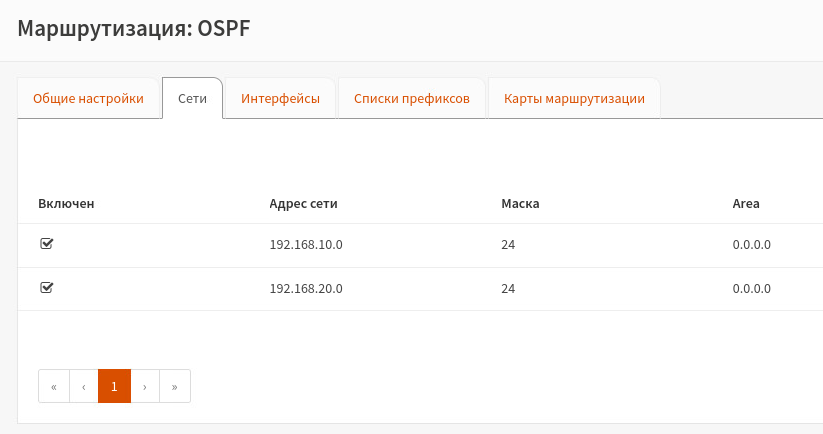 Маршрутизация: OSPF
Общие настройки Сети Интерфейсы Списки префиксов Карты маршрутизации
Включен Адрес сети Маска Area
192.168.10.0 24 0.0.0.0
192.168.20.0 24 0.0.0.0
« ‹ 1 › »